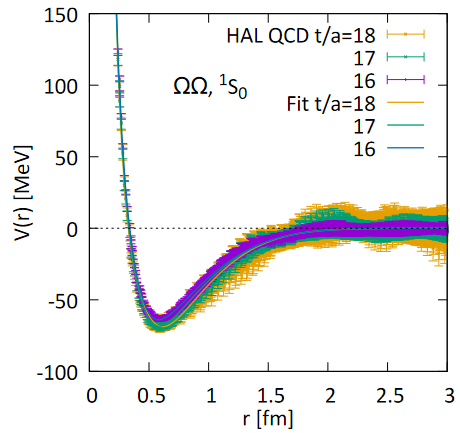 150
100
50
0
-50
-100
V(r) [MeV]
HAL QCD t/a=18
17
16
Fit t/a=18
17
16
ΩΩ, ¹S₀
0 0.5 1 1.5 2 2.5 3
r [fm]